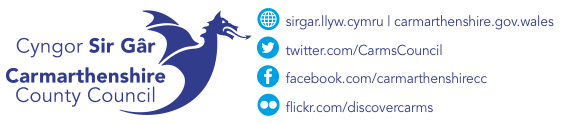 Cyngor Sir Gâr
Carmarthenshire
County Council
sirgar.llyw.cymru | carmarthenshire.gov.wales
twitter.com/CarmsCouncil
facebook.com/carmarthenshirecc
flickr.com/discovercarms